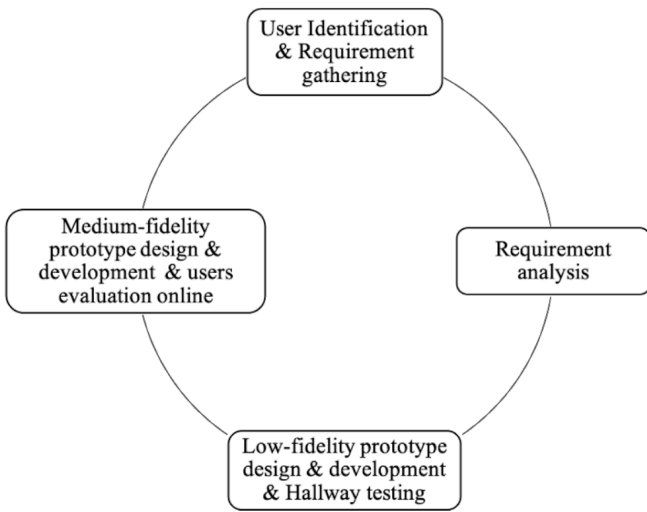 User Identification
& Requirement
gathering
Requirement
analysis
Low-fidelity prototype
design & development
& Hallway testing
Medium-fidelity
prototype design &
development & users
evaluation online